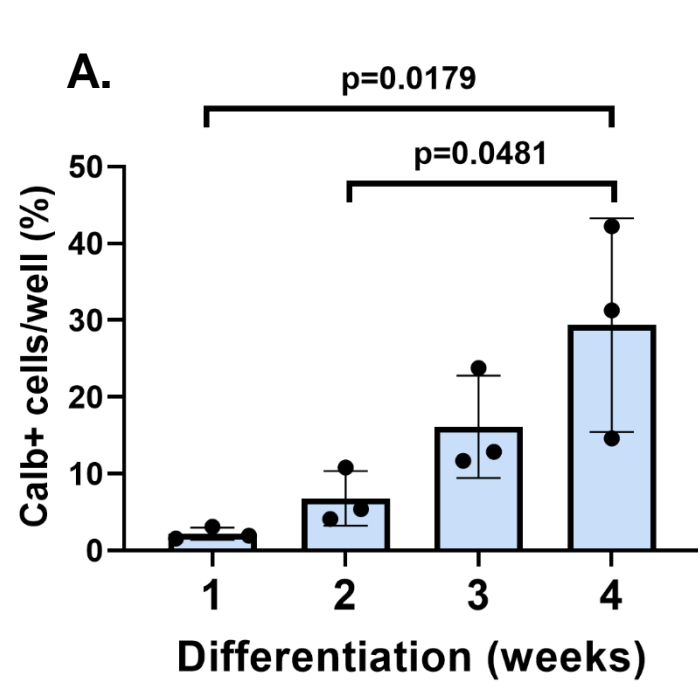 A.
p=0.0179
p=0.0481
Calb+ cells/well (%)
50
40
30
20
10
0
1 2 3 4
Differentiation (weeks)